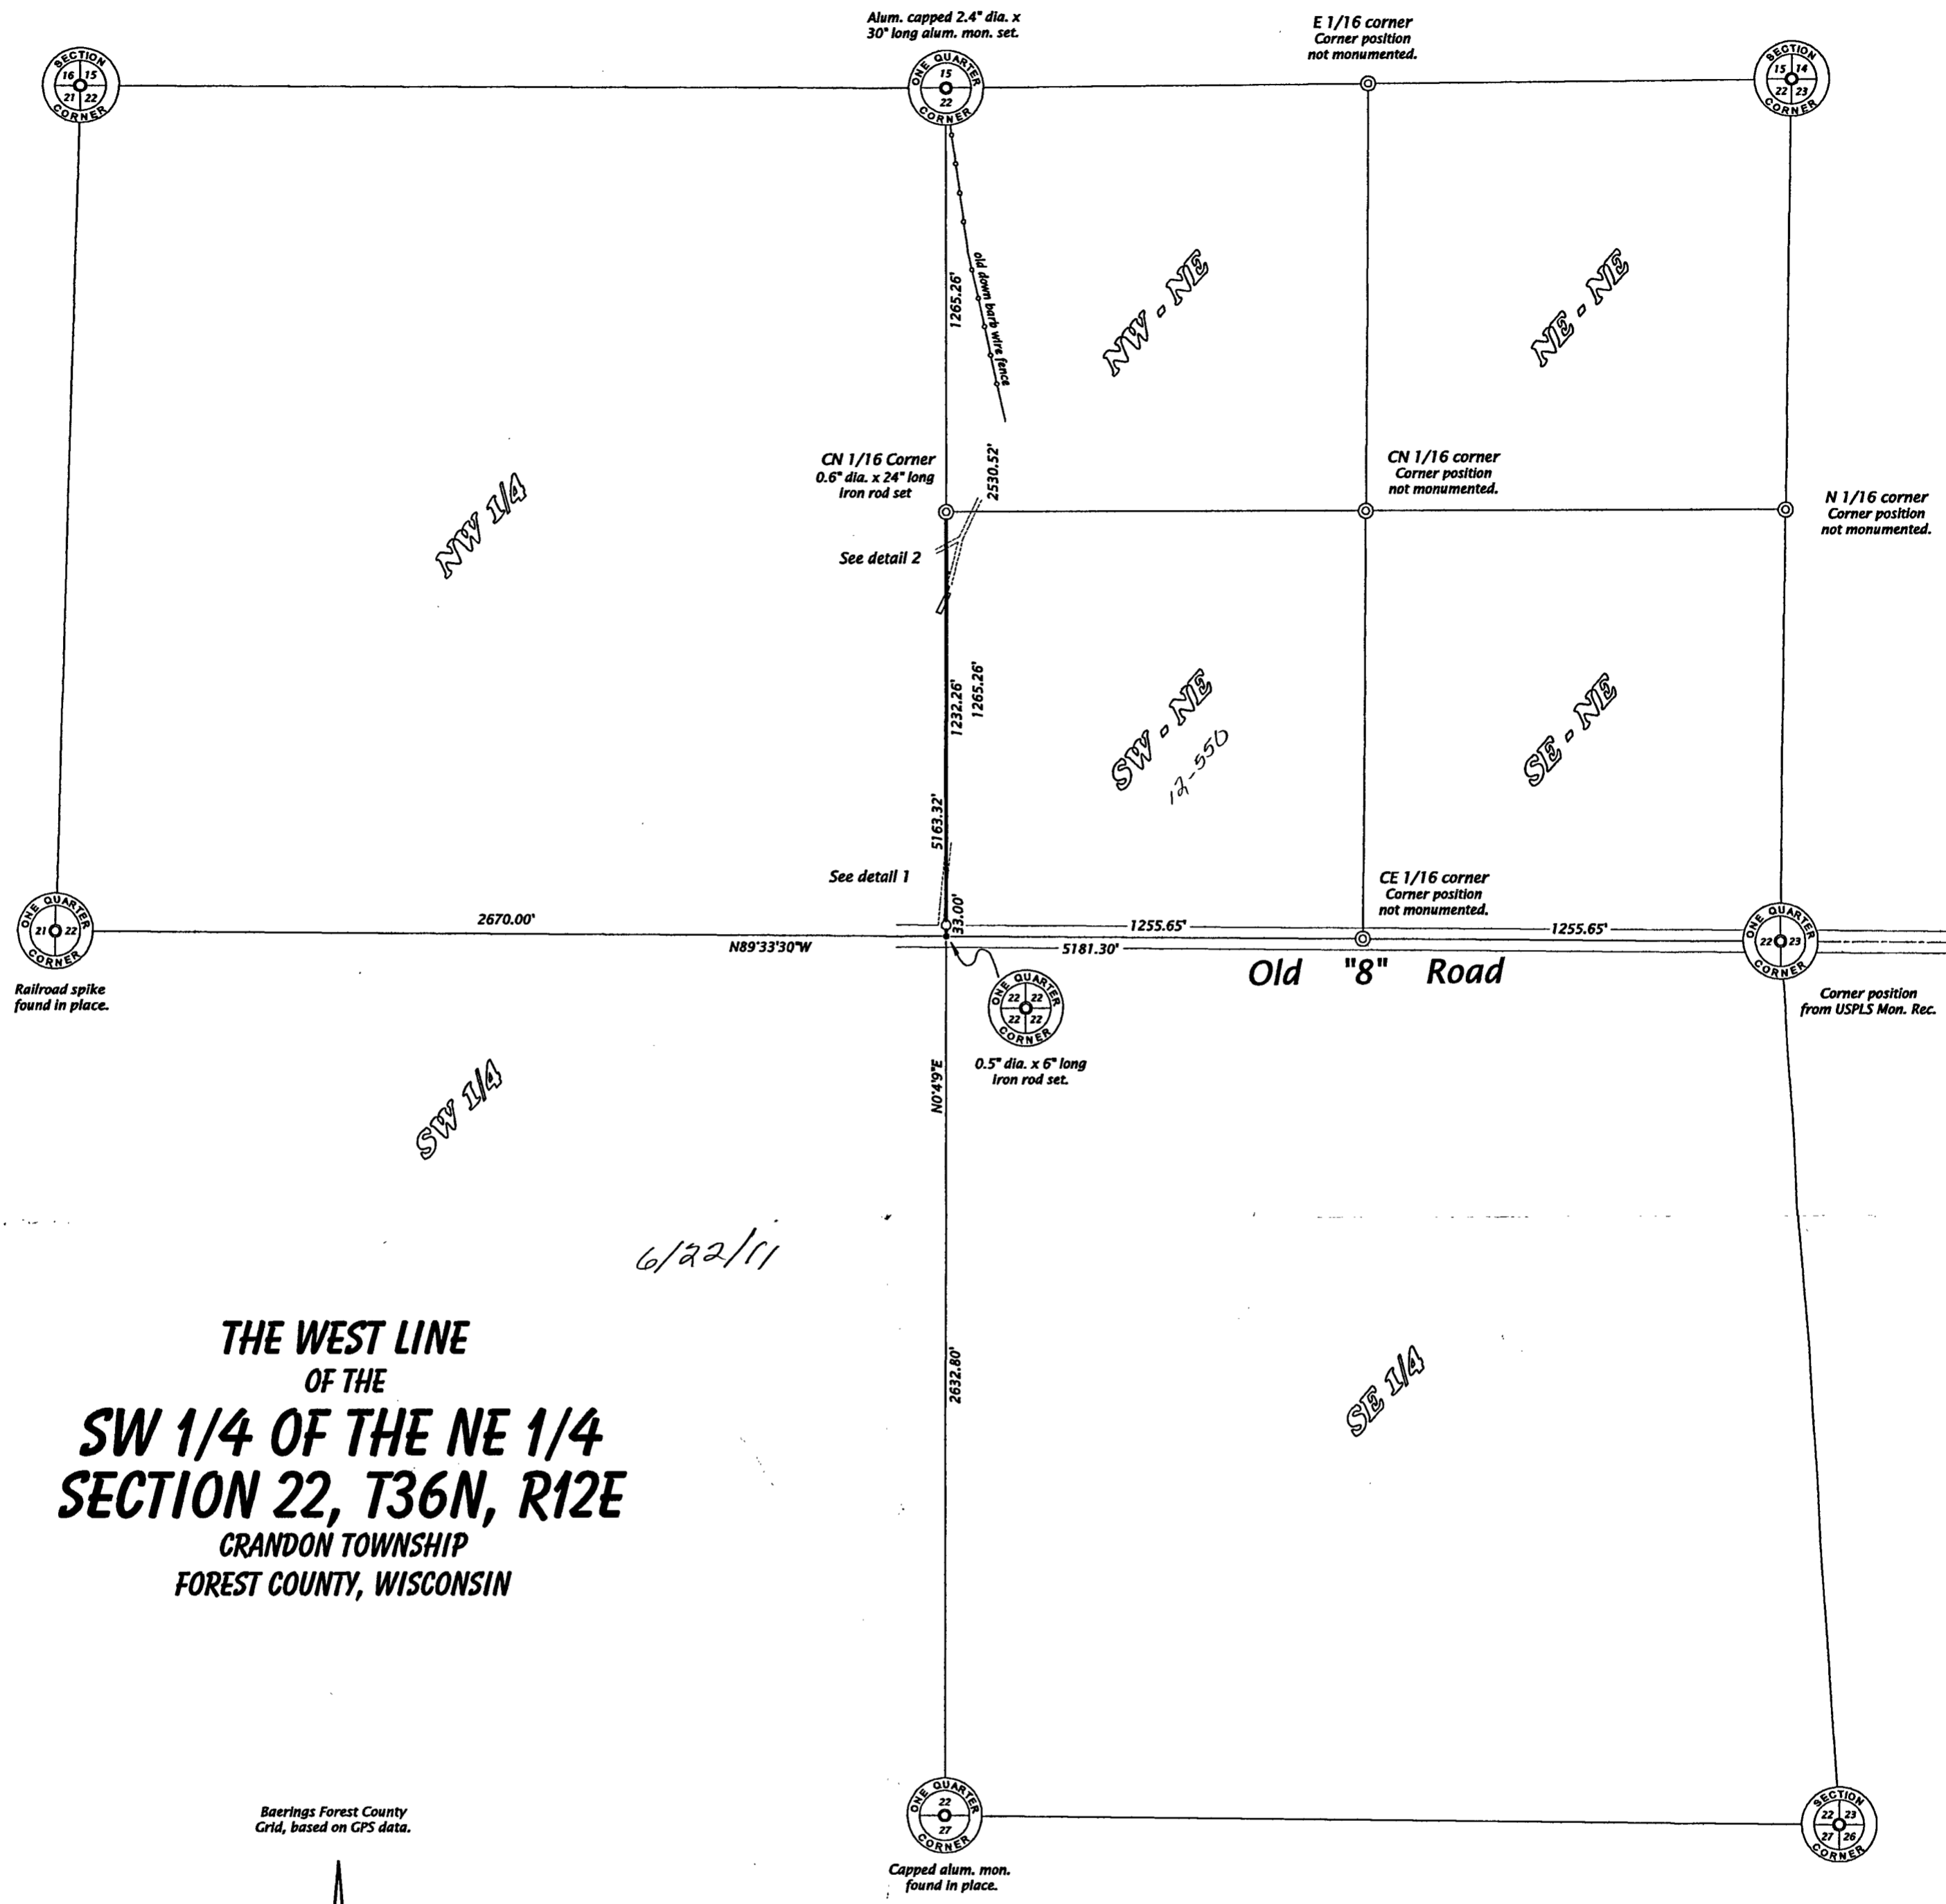 Alum. capped 2.4" dia. x
30" long alum. mon. set.
E 1/16 corner
Corner position
not monumented.
SECTION
16 15
21 22
CORNER
ONE QUARTER
15
22
CORNER
SECTION
15 14
22 23
CORNER
1265.26'
old down barb wire fence
NW - NE
NE - NE
NW 1/4
CN 1/16 Corner
0.6" dia. x 24" long
iron rod set
2530.52'
CN 1/16 corner
Corner position
not monumented.
N 1/16 corner
Corner position
not monumented.
See detail 2
1232.26'
1265.26'
SW - NE
12-550
SE - NE
5163.32'
See detail 1
33.00'
CE 1/16 corner
Corner position
not monumented.
ONE QUARTER
21 22
CORNER
2670.00'
N89°33'30"W
1255.65'
5181.30'
1255.65'
ONE QUARTER
22 23
CORNER
Old "8" Road
Railroad spike
found in place.
ONE QUARTER
22 22
22 22
CORNER
Corner position
from USPLS Mon. Rec.
0.5" dia. x 6" long
iron rod set.
N0°4'9"E
SW 1/4
6/22/11
THE WEST LINE
OF THE
SW 1/4 OF THE NE 1/4
SECTION 22, T36N, R12E
CRANDON TOWNSHIP
FOREST COUNTY, WISCONSIN
2632.80'
SE 1/4
Baerings Forest County
Grid, based on GPS data.
ONE QUARTER
22
27
CORNER
Capped alum. mon.
found in place.
SECTION
22 23
27 26
CORNER